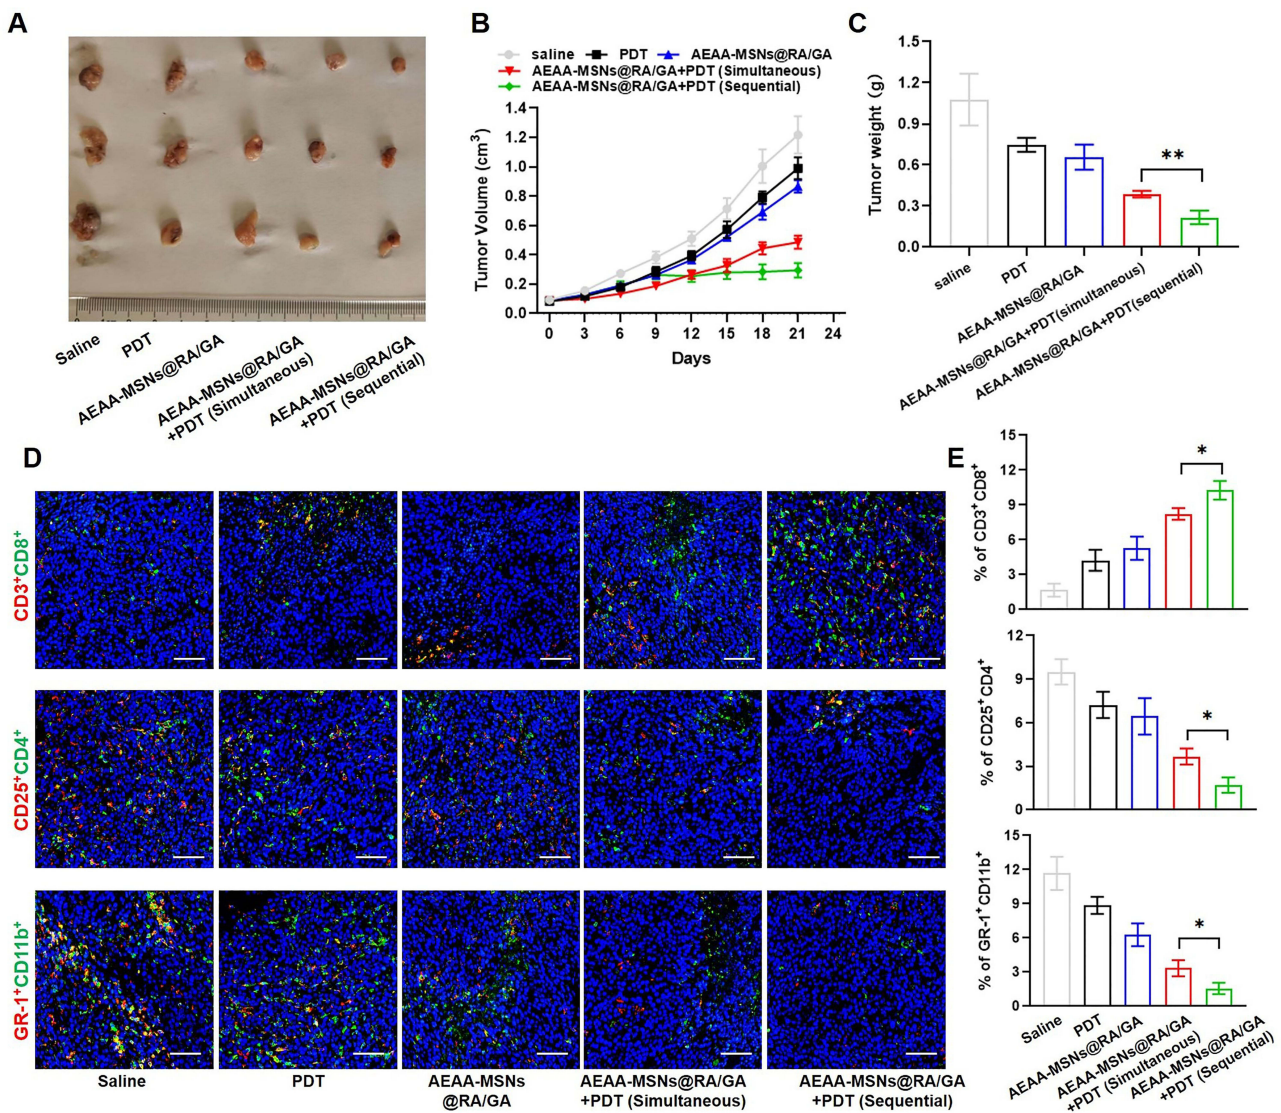 A
Saline
PDT
AEAA-MSNs@RA/GA
AEAA-MSNs@RA/GA
+PDT (Simultaneous)
AEAA-MSNs@RA/GA
+PDT (Sequential)
B
saline PDT AEAA-MSNs@RA/GA
AEAA-MSNs@RA/GA+PDT (Simultaneous)
AEAA-MSNs@RA/GA+PDT (Sequential)
Tumor Volume (cm³)
1.4
1.2
1.0
0.8
0.6
0.4
0.2
0.0
0 3 6 9 12 15 18 21 24
Days
C
Tumor weight (g)
1.5
1.2
0.9
0.6
0.3
0.0
**
saline
PDT
AEAA-MSNs@RA/GA
AEAA-MSNs@RA/GA+PDT(simultaneous)
AEAA-MSNs@RA/GA+PDT(sequential)
D
CD3⁺CD8⁺
CD25⁺CD4⁺
GR-1⁺CD11b⁺
Saline
PDT
AEAA-MSNs
@RA/GA
AEAA-MSNs@RA/GA
+PDT (Simultaneous)
AEAA-MSNs@RA/GA
+PDT (Sequential)
E
% of CD3⁺CD8⁺
15
12
9
6
3
0
*
% of CD25⁺CD4⁺
12
9
6
3
0
*
% of GR-1⁺CD11b⁺
15
12
9
6
3
0
*
Saline
PDT
AEAA-MSNs@RA/GA
AEAA-MSNs@RA/GA
+PDT (Simultaneous)
AEAA-MSNs@RA/GA
+PDT (Sequential)